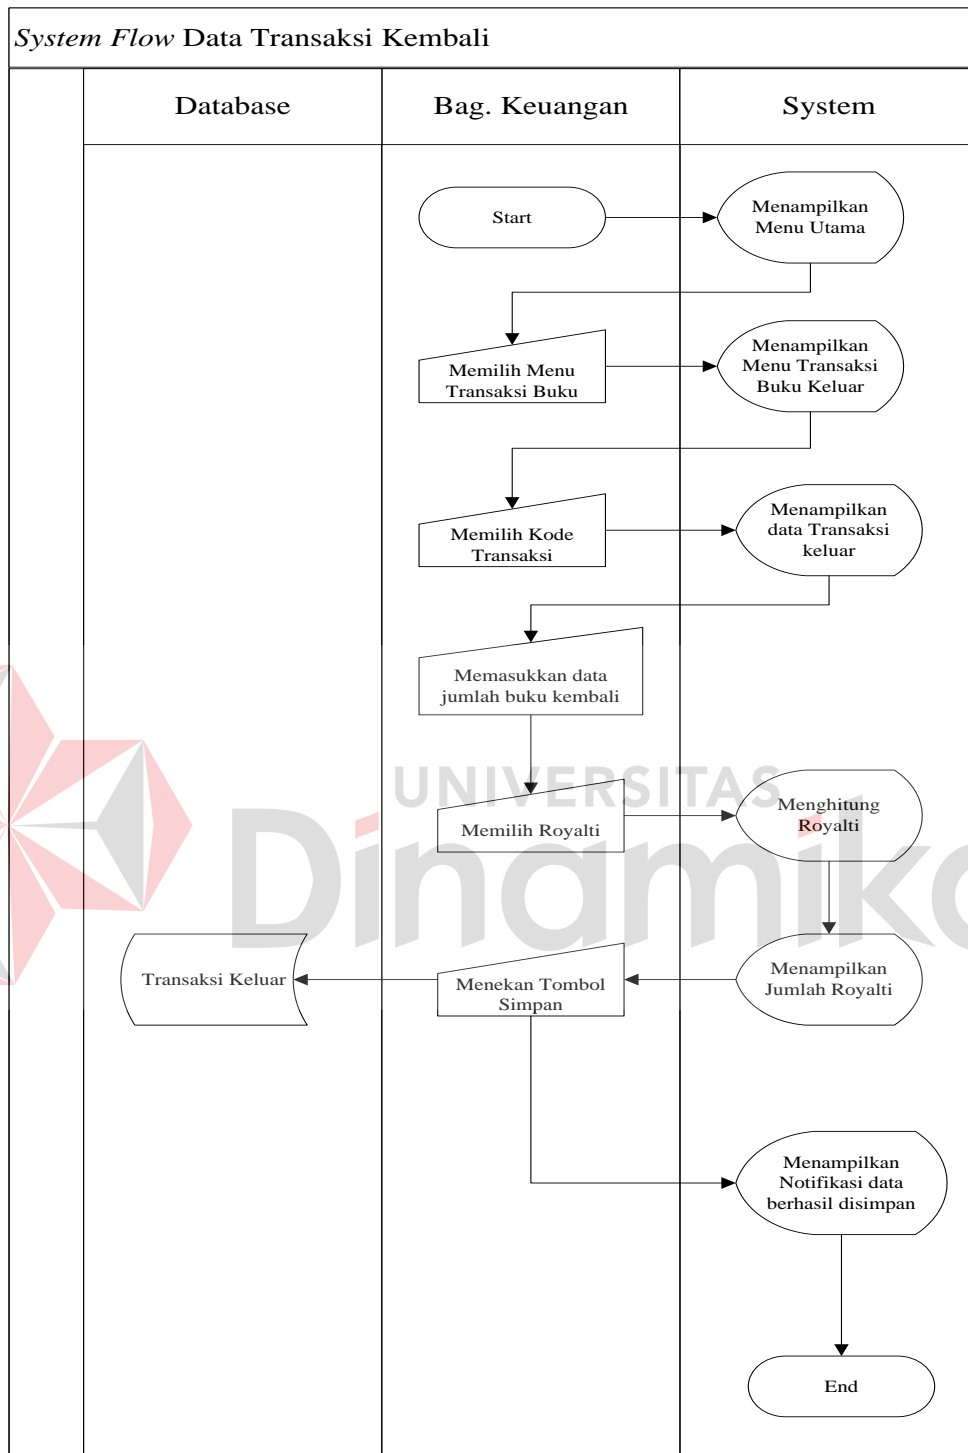 System Flow Data Transaksi Kembali
Database
Bag. Keuangan
System
Start
Menampilkan
Menu Utama
Memilih Menu
Transaksi Buku
Menampilkan
Menu Transaksi
Buku Keluar
Memilih Kode
Transaksi
Menampilkan
data Transaksi
keluar
Memasukkan data
jumlah buku kembali
Memilih Royalti
Menghitung
Royalti
UNIVERSITAS
Dinamika
Transaksi Keluar
Menekan Tombol
Simpan
Menampilkan
Jumlah Royalti
Menampilkan
Notifikasi data
berhasil disimpan
End